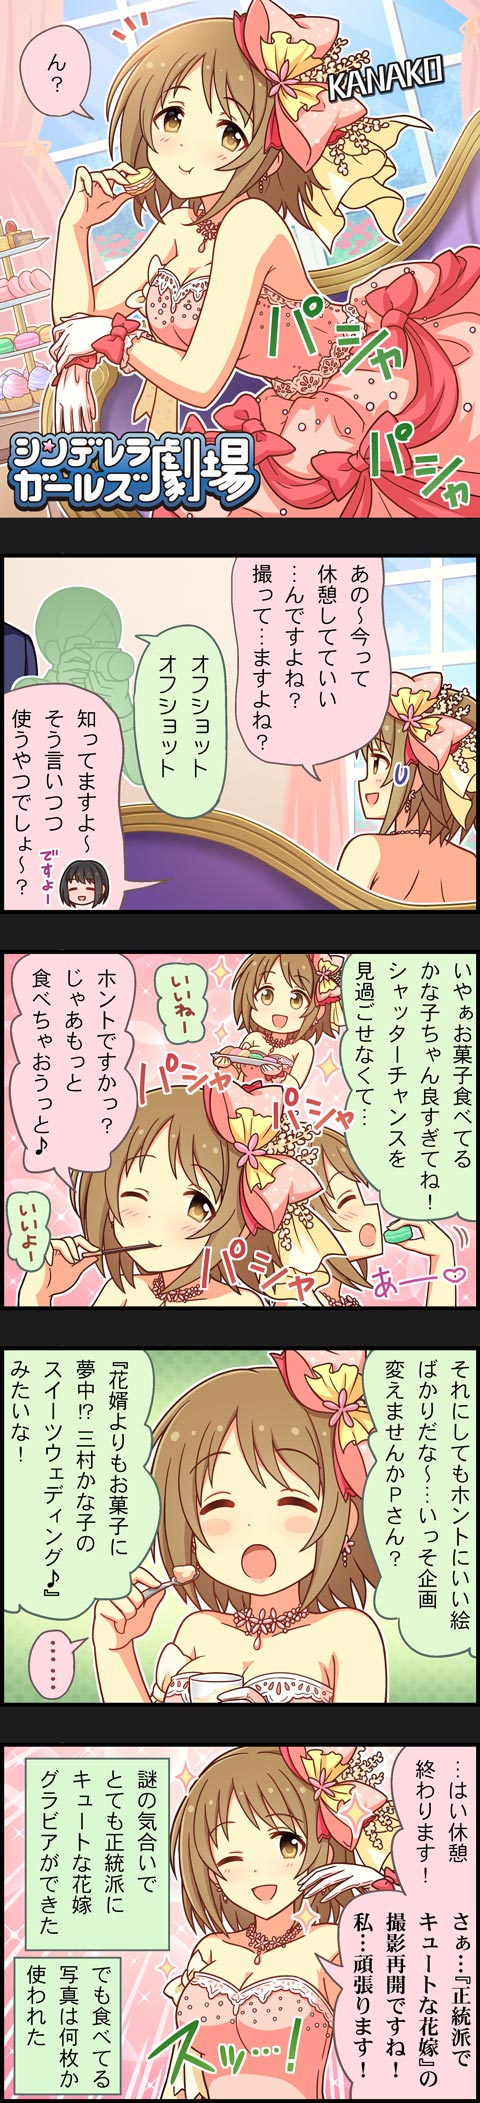 ん?
KANAKO
パシャ
パシャ
シンデレラ
ガールズ劇場
あの〜今って
休憩してていい
…んですよね?
撮って…ますよね?
オフショット
オフショット
知ってますよ〜
そう言いつつ
使うやつでしょ〜?
ですよー
いやぁお菓子食べてる
かな子ちゃん良すぎてね!
シャッターチャンスを
見過ごせなくて…
いいねー
パシャ
パシャ
ホントですかっ?
じゃあもっと
食べちゃおうっと♪
いいよー
パシャ
あー♡
それにしてもホントにいい絵
ばかりだな〜…いっそ企画
変えませんかPさん?
『花婿よりもお菓子に
夢中!?三村かな子の
スイーツウェディング♪』
みたいな!
……
…はい休憩
終わります!
さぁ…『正統派で
キュートな花嫁』の
撮影再開ですね!
私…頑張ります!
スッ…!
謎の気合いで
とても正統派に
キュートな花嫁
グラビアができた
でも食べてる
写真は何枚か
使われた